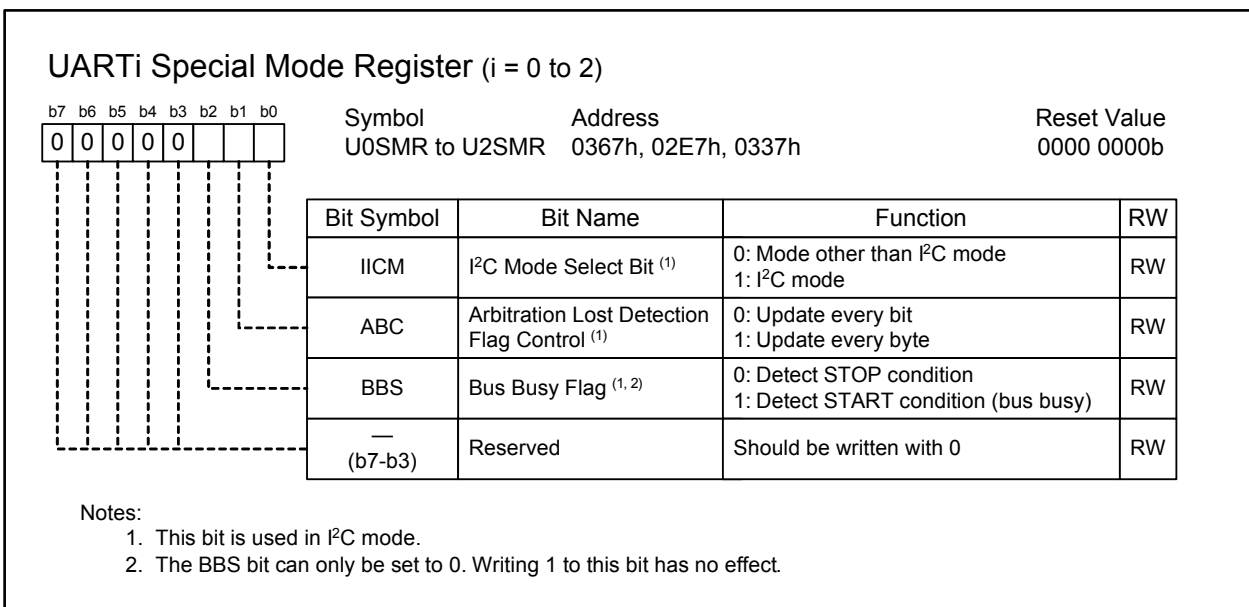 UARTi Special Mode Register (i = 0 to 2)
b7 b6 b5 b4 b3 b2 b1 b0
0 0 0 0 0
Symbol Address Reset Value
U0SMR to U2SMR 0367h, 02E7h, 0337h 0000 0000b
Bit Symbol Bit Name Function RW
IICM I²C Mode Select Bit (1) 0: Mode other than I²C mode
1: I²C mode RW
ABC Arbitration Lost Detection
Flag Control (1) 0: Update every bit
1: Update every byte RW
BBS Bus Busy Flag (1, 2) 0: Detect STOP condition
1: Detect START condition (bus busy) RW
—
(b7-b3) Reserved Should be written with 0 RW
Notes:
1. This bit is used in I²C mode.
2. The BBS bit can only be set to 0. Writing 1 to this bit has no effect.